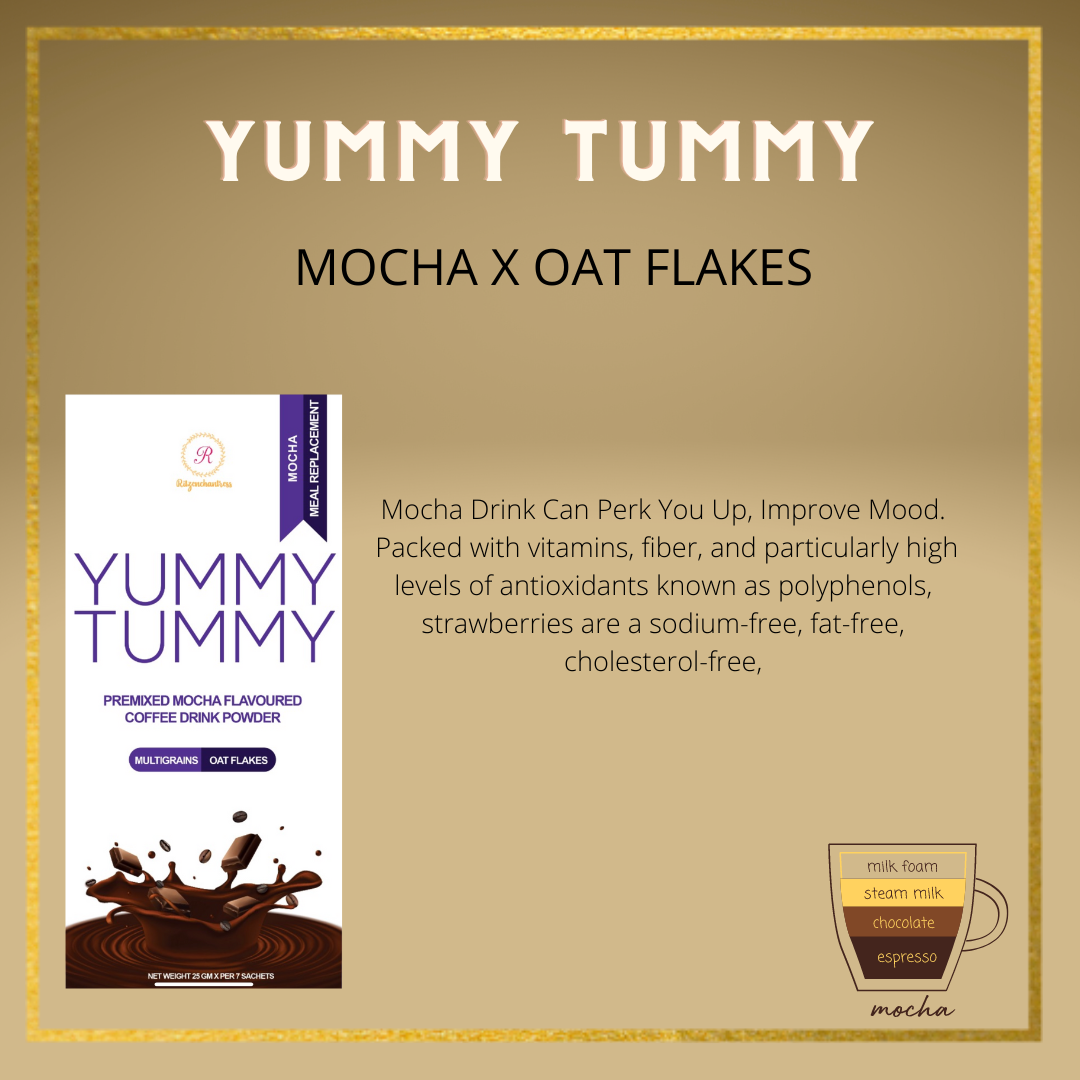 YUMMY TUMMY
MOCHA X OAT FLAKES
MOCHA
MEAL REPLACEMENT
R
Ritzenchantress
YUMMY
TUMMY
PREMIXED MOCHA FLAVOURED
COFFEE DRINK POWDER
MULTIGRAINS OAT FLAKES
NET WEIGHT 25 GM X PER 7 SACHETS
Mocha Drink Can Perk You Up, Improve Mood.
Packed with vitamins, fiber, and particularly high
levels of antioxidants known as polyphenols,
strawberries are a sodium-free, fat-free,
cholesterol-free,
milk foam
steam milk
chocolate
espresso
mocha